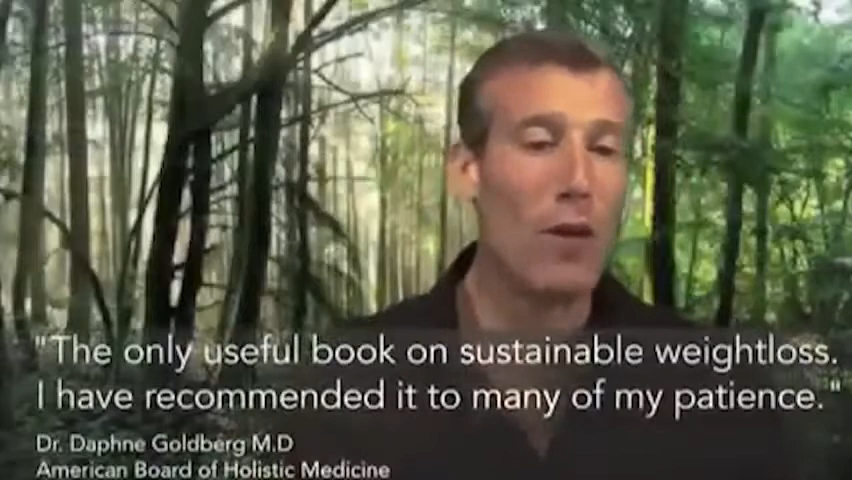 "The only useful book on sustainable weightloss.
I have recommended it to many of my patience."
Dr. Daphne Goldberg M.D
American Board of Holistic Medicine